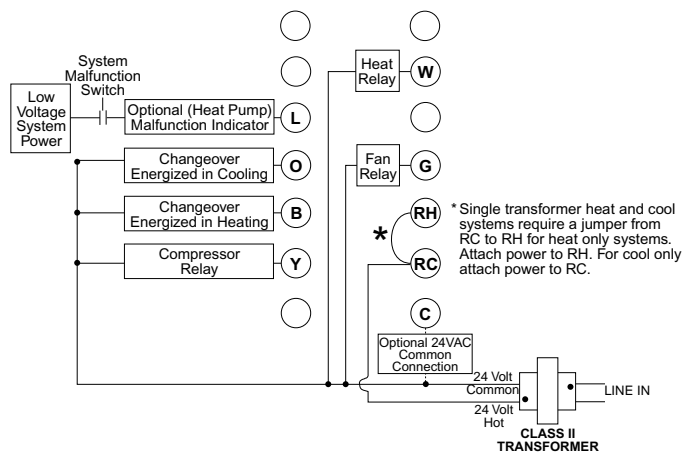 System
Malfunction
Switch
Low
Voltage
System
Power
Optional (Heat Pump)
Malfunction Indicator
L
Changeover
Energized in Cooling
O
Changeover
Energized in Heating
B
Compressor
Relay
Y
Heat
Relay
W
Fan
Relay
G
RH
*
RC
* Single transformer heat and cool
systems require a jumper from
RC to RH for heat only systems.
Attach power to RH. For cool only
attach power to RC.
C
Optional 24VAC
Common
Connection
24 Volt
Common
24 Volt
Hot
LINE IN
CLASS II
TRANSFORMER